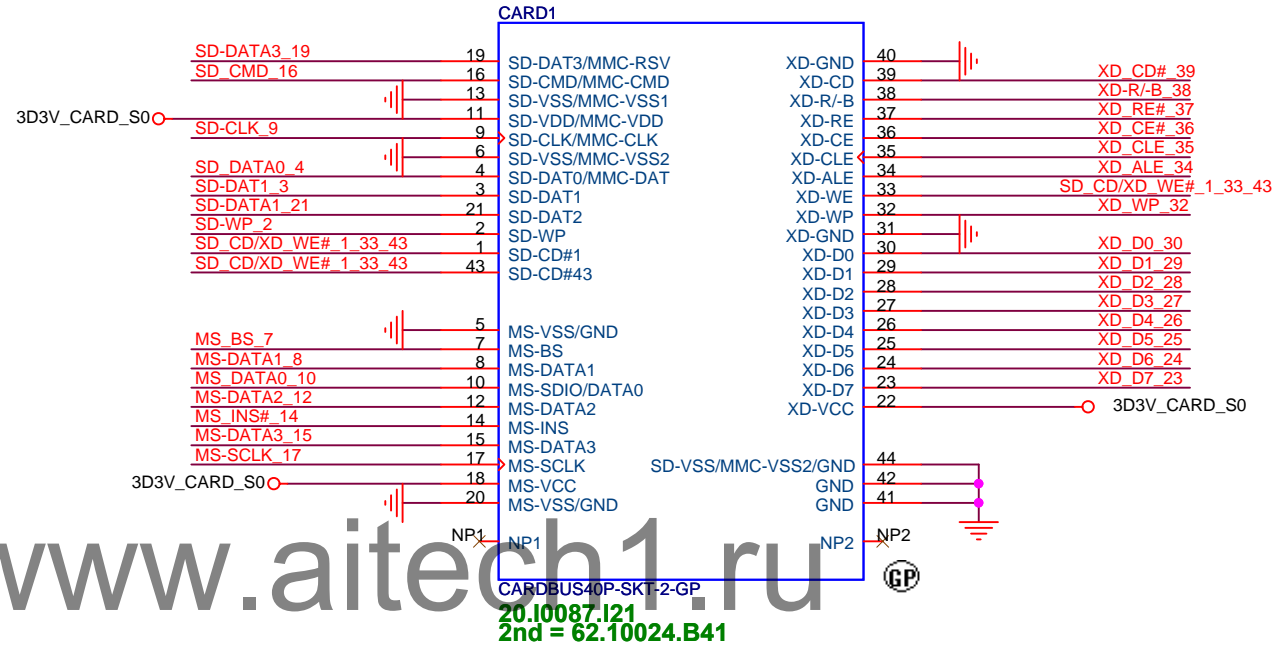 CARD1
SD-DATA3_19 19 SD-DAT3/MMC-RSV XD-GND 40
SD_CMD_16 16 SD-CMD/MMC-CMD XD-CD 39 XD_CD#_39
13 SD-VSS/MMC-VSS1 XD-R/-B 38 XD-R/-B_38
3D3V_CARD_S0 11 SD-VDD/MMC-VDD XD-RE 37 XD_RE#_37
SD-CLK_9 9 SD-CLK/MMC-CLK XD-CE 36 XD_CE#_36
6 SD-VSS/MMC-VSS2 XD-CLE 35 XD_CLE_35
SD_DATA0_4 4 SD-DAT0/MMC-DAT XD-ALE 34 XD_ALE_34
SD-DAT1_3 3 SD-DAT1 XD-WE 33 SD_CD/XD_WE#_1_33_43
SD-DATA1_21 21 SD-DAT2 XD-WP 32 XD_WP_32
SD-WP_2 2 SD-WP XD-GND 31
SD_CD/XD_WE#_1_33_43 1 SD-CD#1 XD-D0 30 XD_D0_30
SD_CD/XD_WE#_1_33_43 43 SD-CD#43 XD-D1 29 XD_D1_29
XD-D2 28 XD_D2_28
XD-D3 27 XD_D3_27
5 MS-VSS/GND XD-D4 26 XD_D4_26
MS_BS_7 7 MS-BS XD-D5 25 XD_D5_25
MS-DATA1_8 8 MS-DATA1 XD-D6 24 XD_D6_24
MS_DATA0_10 10 MS-SDIO/DATA0 XD-D7 23 XD_D7_23
MS-DATA2_12 12 MS-DATA2 XD-VCC 22 3D3V_CARD_S0
MS_INS#_14 14 MS-INS
MS-DATA3_15 15 MS-DATA3
MS-SCLK_17 17 MS-SCLK SD-VSS/MMC-VSS2/GND 44
3D3V_CARD_S0 18 MS-VCC GND 42
20 MS-VSS/GND GND 41
NP1 NP1 NP2 NP2
www.aitech1.ru
GP
CARDBUS40P-SKT-2-GP
20.I0087.I21
2nd = 62.10024.B41